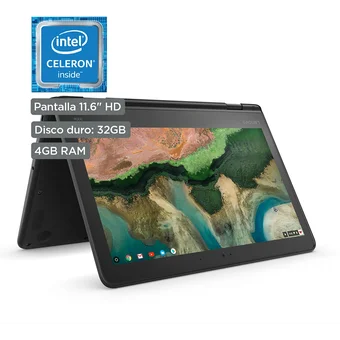 intel
CELERON
inside™
Pantalla 11.6" HD
Disco duro: 32GB
4GB RAM